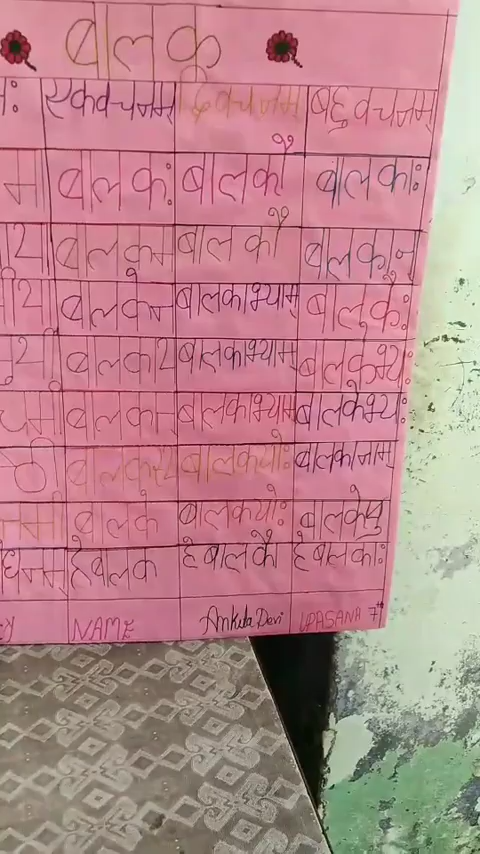 बालक
एकवचनम् द्विवचनम् बहुवचनम्
बालकः बालकौ बालकाः
बालकम बालकौ बालकान्
बालकेन बालकाभ्याम् बालकैः
बालकाय बालकाभ्याम् बालकेभ्यः
बालकाभ्याम बालकेभ्यः
बालकस्य बालकयोः बालकानाम्
बालके बालकयोः बालकेषु
हे बालक हे बालकै हे बालकाः
NAME Ankita Devi UPASANA 7th